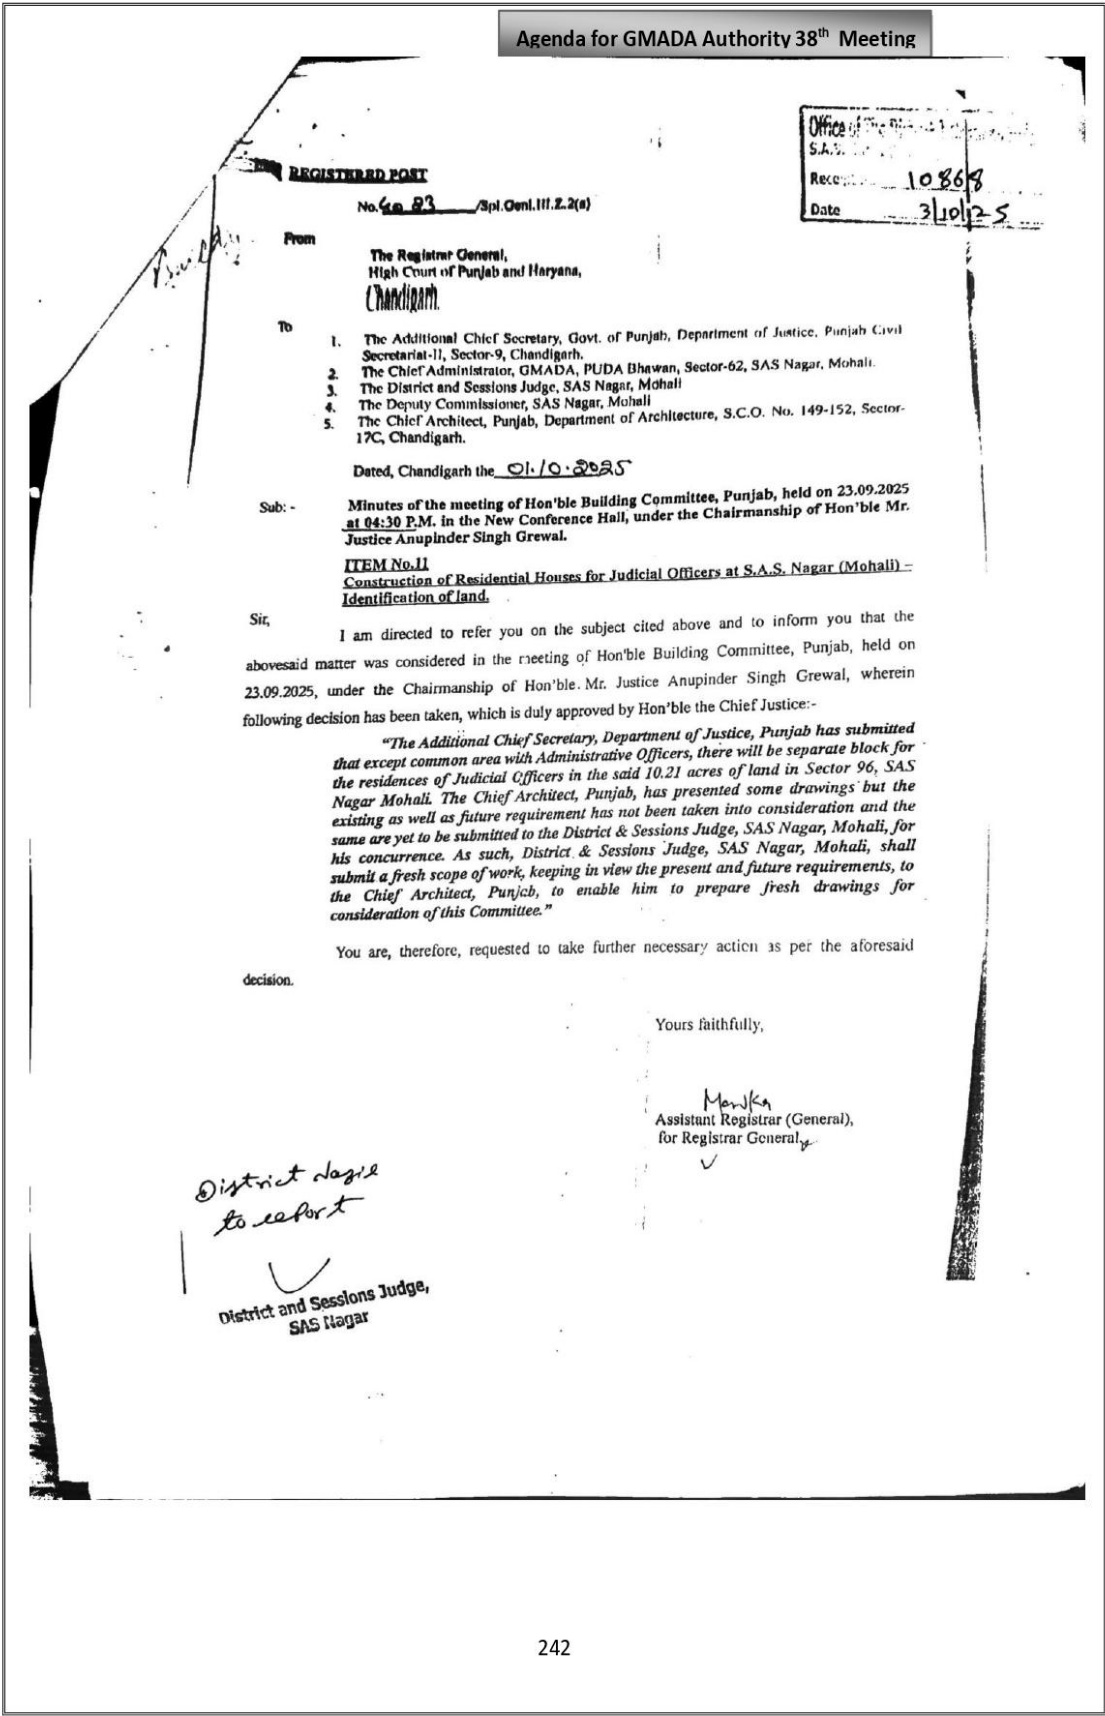 Agenda for GMADA Authority 38th Meeting
Office of The
S.A.S.
10868
Date 3/10/25
REGISTERED POST
No. 4083 /Spl.Genl.III.Z.2(a)
From
The Registrar General,
High Court of Punjab and Haryana,
Chandigarh.
To
1. The Additional Chief Secretary, Govt. of Punjab, Department of Justice, Punjab Civil
Secretariat-II, Sector-9, Chandigarh.
2. The Chief Administrator, GMADA, PUDA Bhawan, Sector-62, SAS Nagar, Mohali.
3. The District and Sessions Judge, SAS Nagar, Mohali
4. The Deputy Commissioner, SAS Nagar, Mohali
5. The Chief Architect, Punjab, Department of Architecture, S.C.O. No. 149-152, Sector-
17C, Chandigarh.
Dated, Chandigarh the 01.10.2025
Sub: - Minutes of the meeting of Hon'ble Building Committee, Punjab, held on 23.09.2025
at 04:30 P.M. in the New Conference Hall, under the Chairmanship of Hon'ble Mr.
Justice Anupinder Singh Grewal.
ITEM No.11
Construction of Residential Houses for Judicial Officers at S.A.S. Nagar (Mohali) –
Identification of land.
Sir,
I am directed to refer you on the subject cited above and to inform you that the
abovesaid matter was considered in the meeting of Hon'ble Building Committee, Punjab, held on
23.09.2025, under the Chairmanship of Hon'ble. Mr. Justice Anupinder Singh Grewal, wherein
following decision has been taken, which is duly approved by Hon'ble the Chief Justice:-
"The Additional Chief Secretary, Department of Justice, Punjab has submitted
that except common area with Administrative Officers, there will be separate block for
the residences of Judicial Officers in the said 10.21 acres of land in Sector 96, SAS
Nagar Mohali. The Chief Architect, Punjab, has presented some drawings but the
existing as well as future requirement has not been taken into consideration and the
same are yet to be submitted to the District & Sessions Judge, SAS Nagar, Mohali, for
his concurrence. As such, District & Sessions Judge, SAS Nagar, Mohali, shall
submit a fresh scope of work, keeping in view the present and future requirements, to
the Chief Architect, Punjab, to enable him to prepare fresh drawings for
consideration of this Committee."
You are, therefore, requested to take further necessary action as per the aforesaid
decision.
Yours faithfully,
Assistant Registrar (General),
for Registrar General
District Nazir
to report
District and Sessions Judge,
SAS Nagar
242